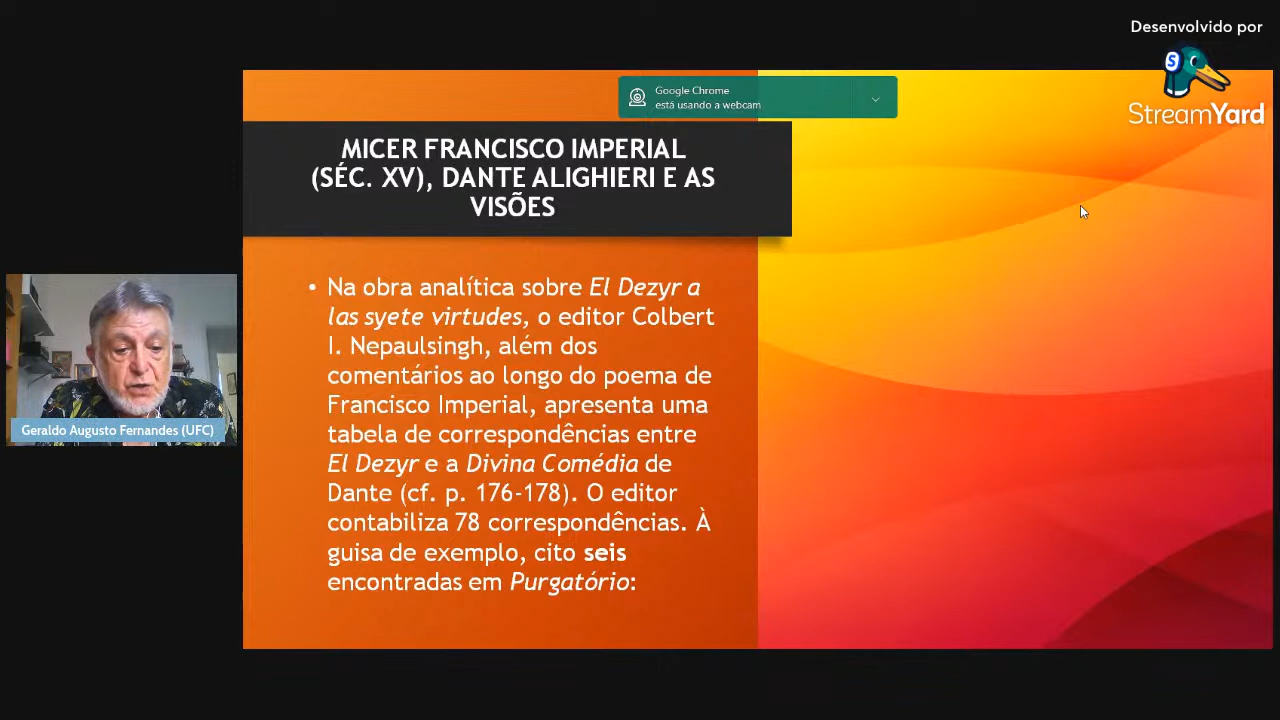 Desenvolvido por
S
StreamYard
Google Chrome
está usando a webcam
MICER FRANCISCO IMPERIAL
(SÉC. XV), DANTE ALIGHIERI E AS
VISÕES
• Na obra analítica sobre El Dezyr a
las syete virtudes, o editor Colbert
I. Nepaulsingh, além dos
comentários ao longo do poema de
Francisco Imperial, apresenta uma
tabela de correspondências entre
El Dezyr e a Divina Comédia de
Dante (cf. p. 176-178). O editor
contabiliza 78 correspondências. À
guisa de exemplo, cito seis
encontradas em Purgatório:
Geraldo Augusto Fernandes (UFC)